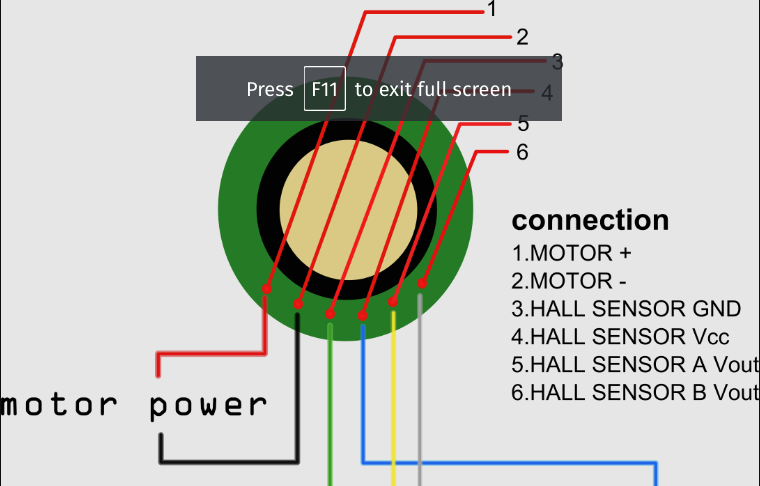 1
2
3
Press F11 to exit full screen
4
5
6
connection
1.MOTOR +
2.MOTOR -
3.HALL SENSOR GND
4.HALL SENSOR Vcc
5.HALL SENSOR A Vout
6.HALL SENSOR B Vout
motor power